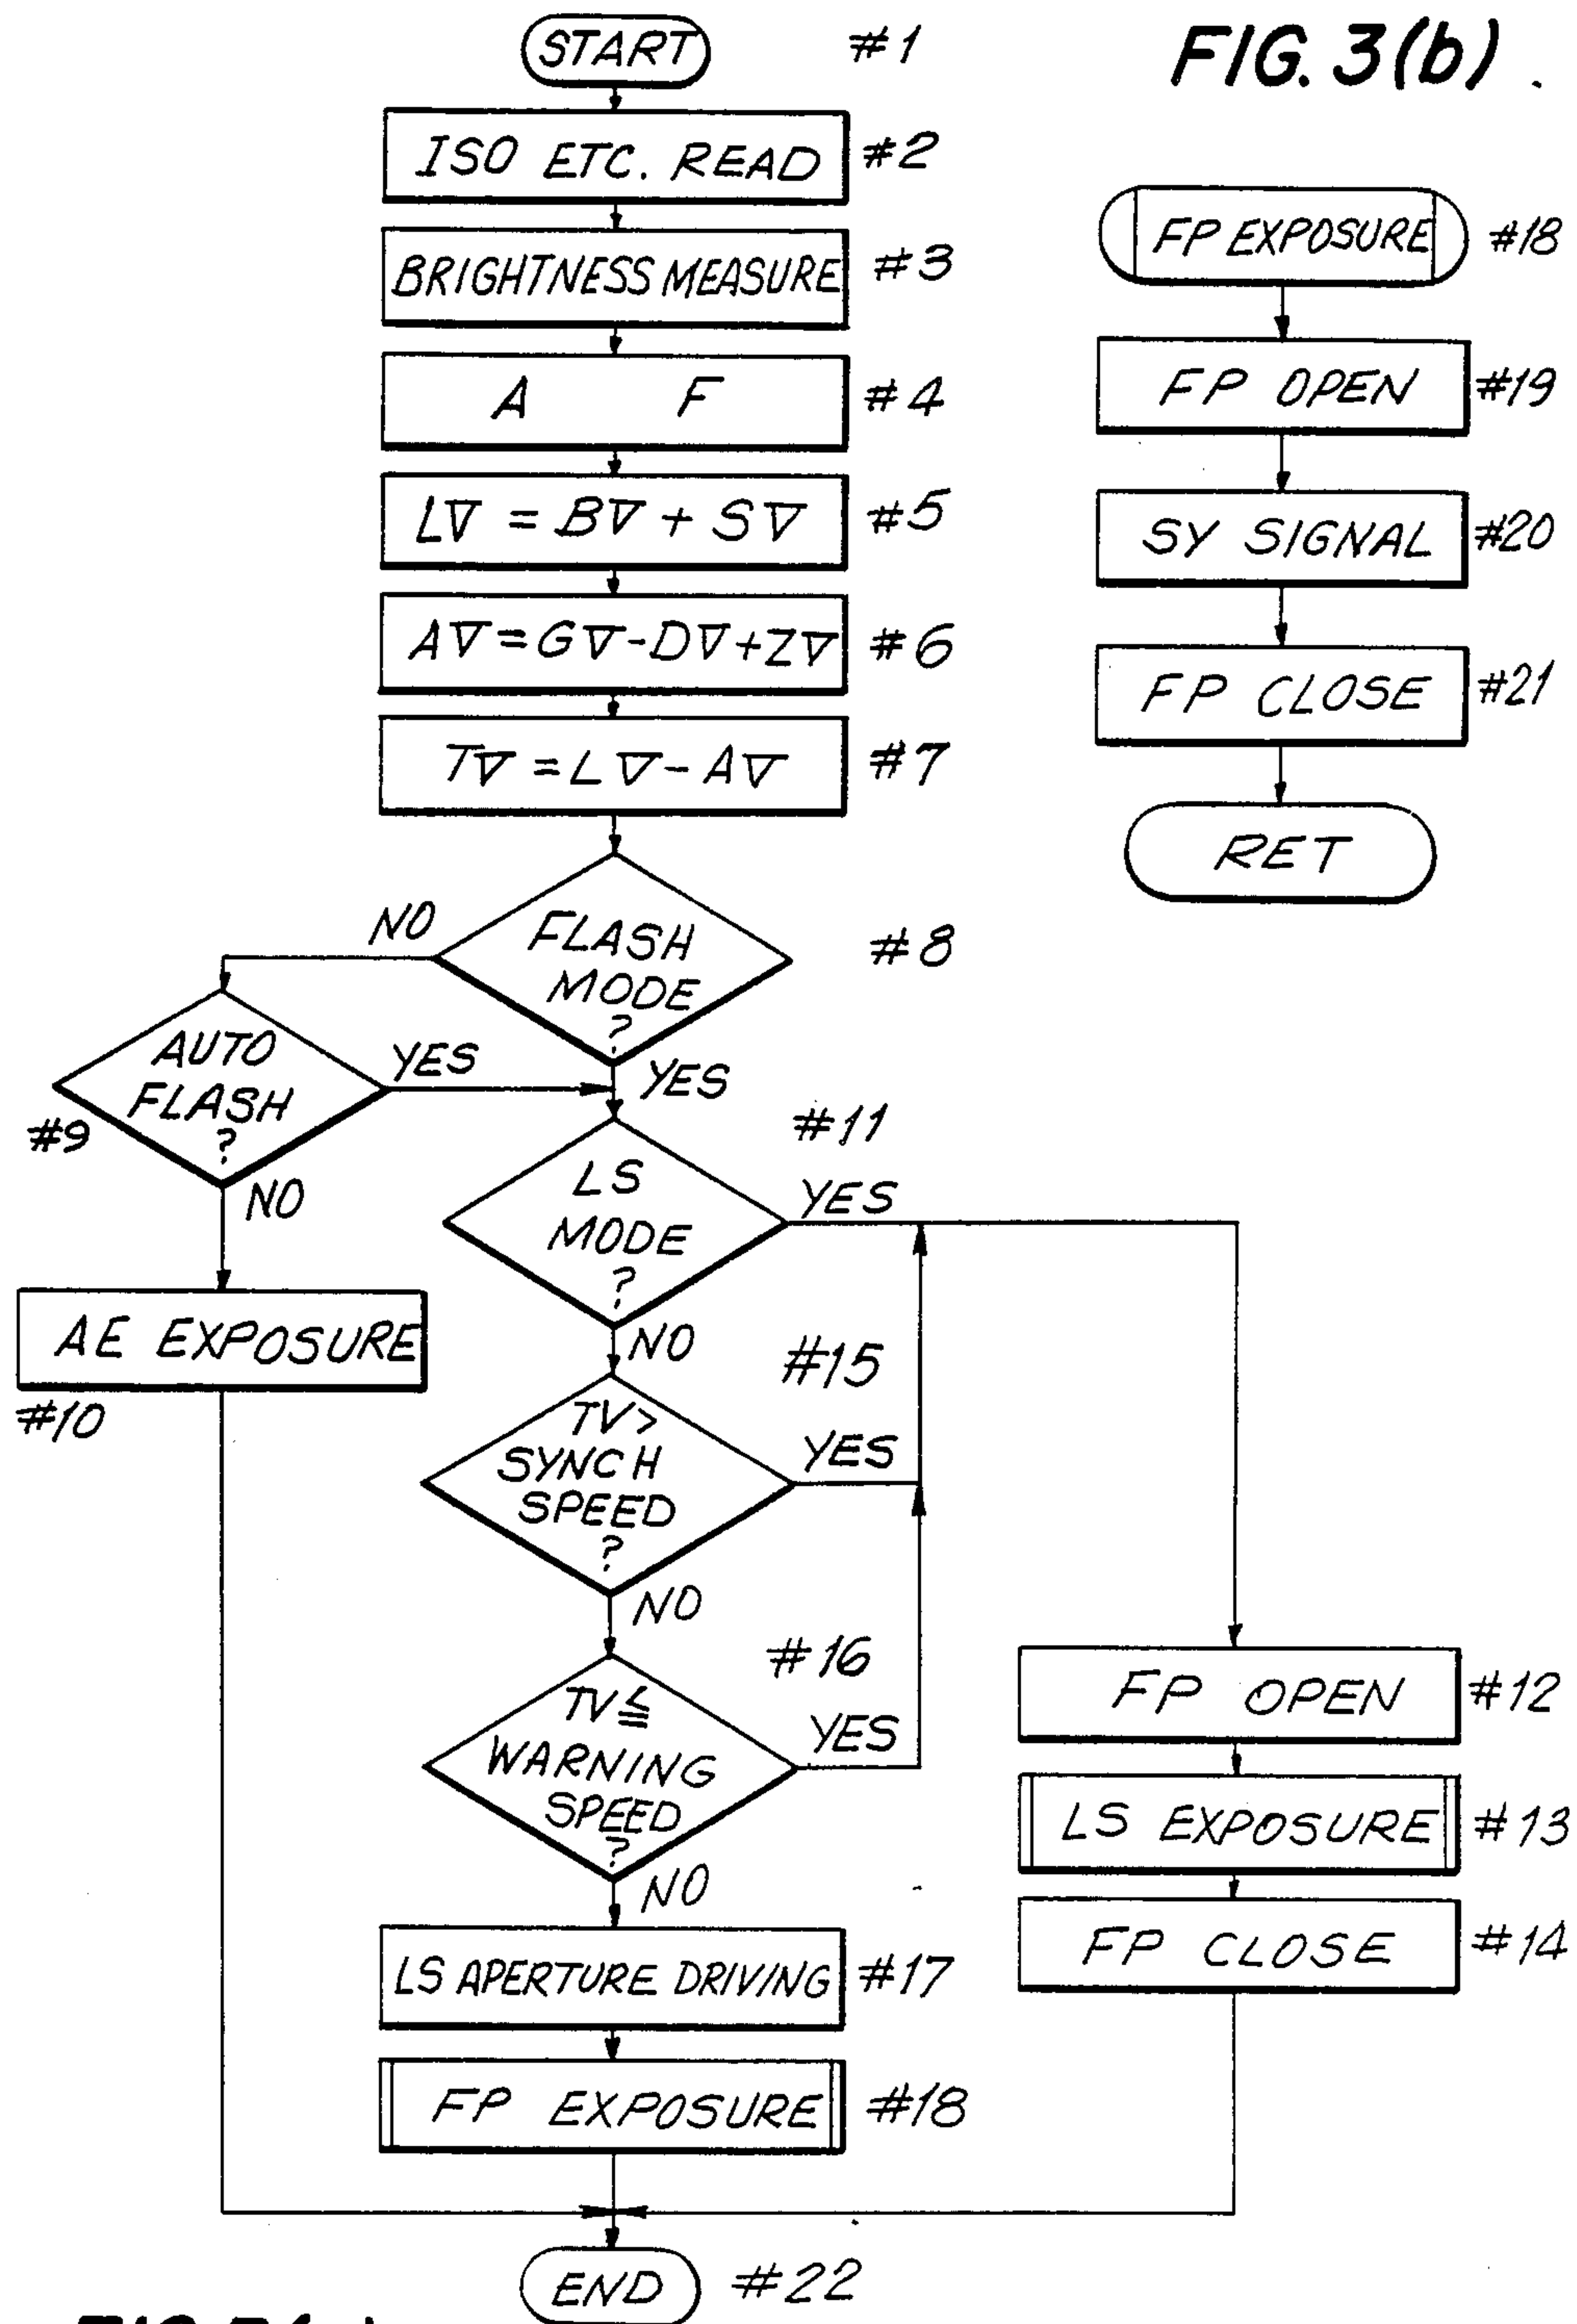 START #1
FIG. 3(b).
ISO ETC. READ #2
BRIGHTNESS MEASURE #3
A F #4
LV = BV + SV #5
AV = GV - DV + ZV #6
TV = LV - AV #7
FLASH
MODE
?
#8
NO
YES
AUTO
FLASH
?
#9
YES
NO
AE EXPOSURE
#10
LS
MODE
?
#11
YES
NO
TV >
SYNCH
SPEED
?
#15
YES
NO
TV ≦
WARNING
SPEED
?
#16
YES
NO
FP OPEN #12
LS EXPOSURE #13
FP CLOSE #14
LS APERTURE DRIVING #17
FP EXPOSURE #18
END #22
FP EXPOSURE #18
FP OPEN #19
SY SIGNAL #20
FP CLOSE #21
RET